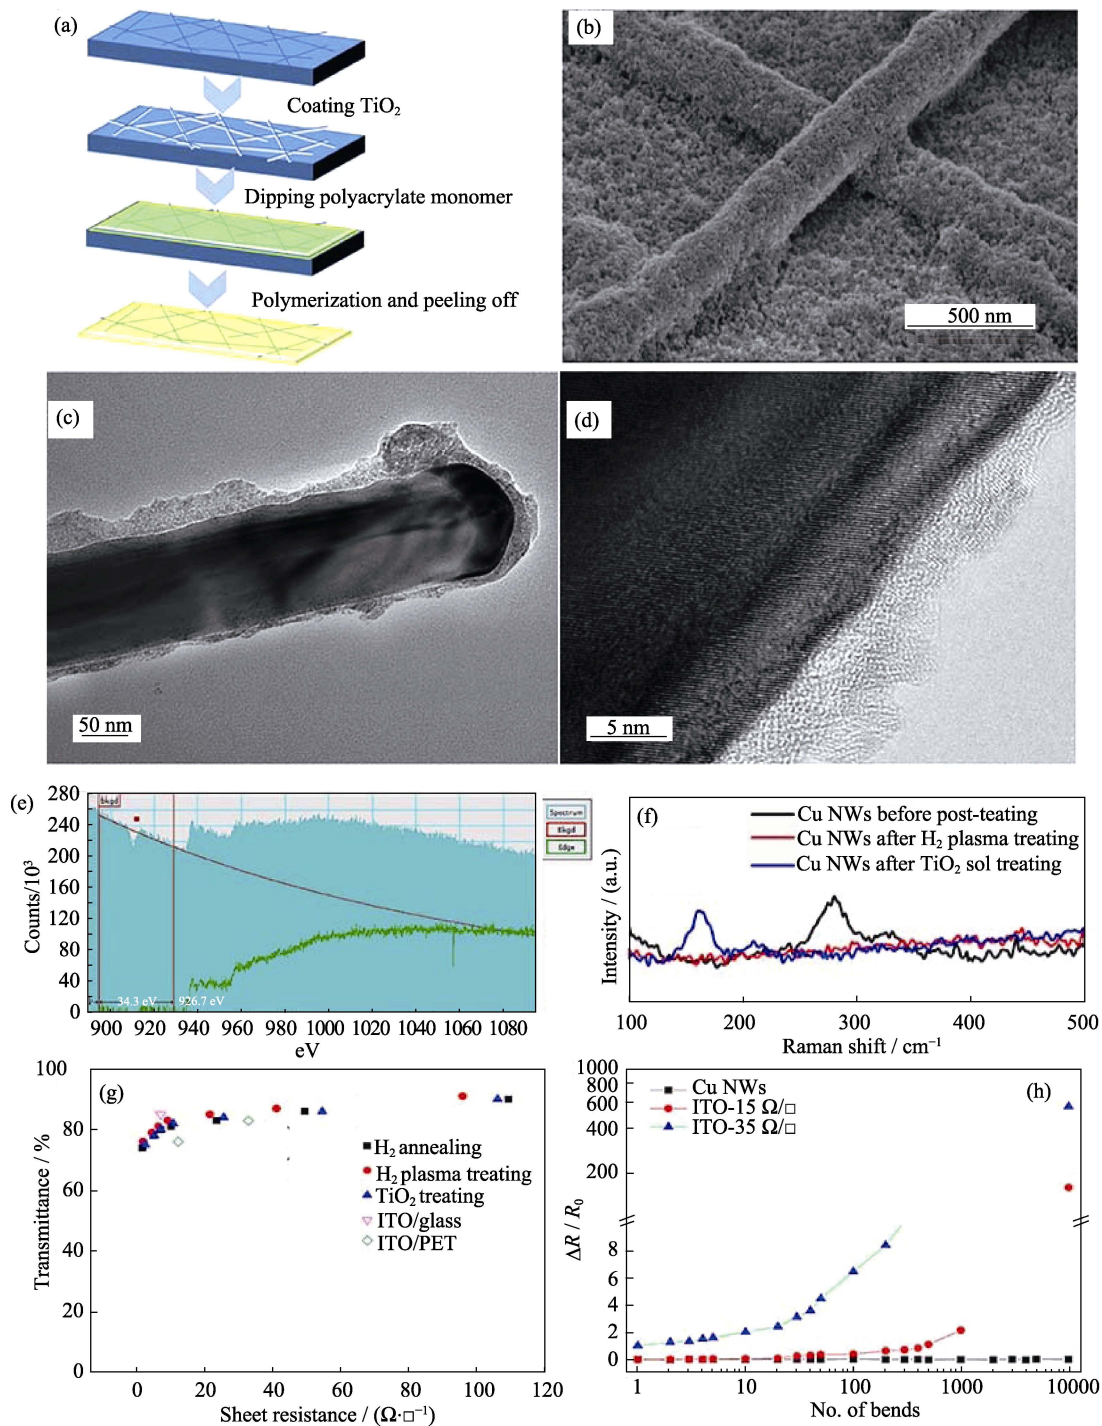 (a)
Coating TiO₂
Dipping polyacrylate monomer
Polymerization and peeling off
(b)
500 nm
(c)
50 nm
(d)
5 nm
(e)
280
240
200
160
120
80
40
0
Counts/10³
bkgd
34.3 eV
926.7 eV
900 920 940 960 1000 1020 1040 1060 1080
eV
Spectrum
Bkgd
Edge
(f)
Cu NWs before post-teating
Cu NWs after H₂ plasma treating
Cu NWs after TiO₂ sol treating
Intensity / (a.u.)
100 200 300 400 500
Raman shift / cm⁻¹
(g)
100
80
60
40
20
0
Transmittance / %
H₂ annealing
H₂ plasma treating
TiO₂ treating
ITO/glass
ITO/PET
0 20 40 60 80 100 120
Sheet resistance / (Ω·□⁻¹)
(h)
1000
800
600
400
200
8
6
4
2
0
ΔR / R₀
Cu NWs
ITO-15 Ω/□
ITO-35 Ω/□
1 10 100 1000 10000
No. of bends